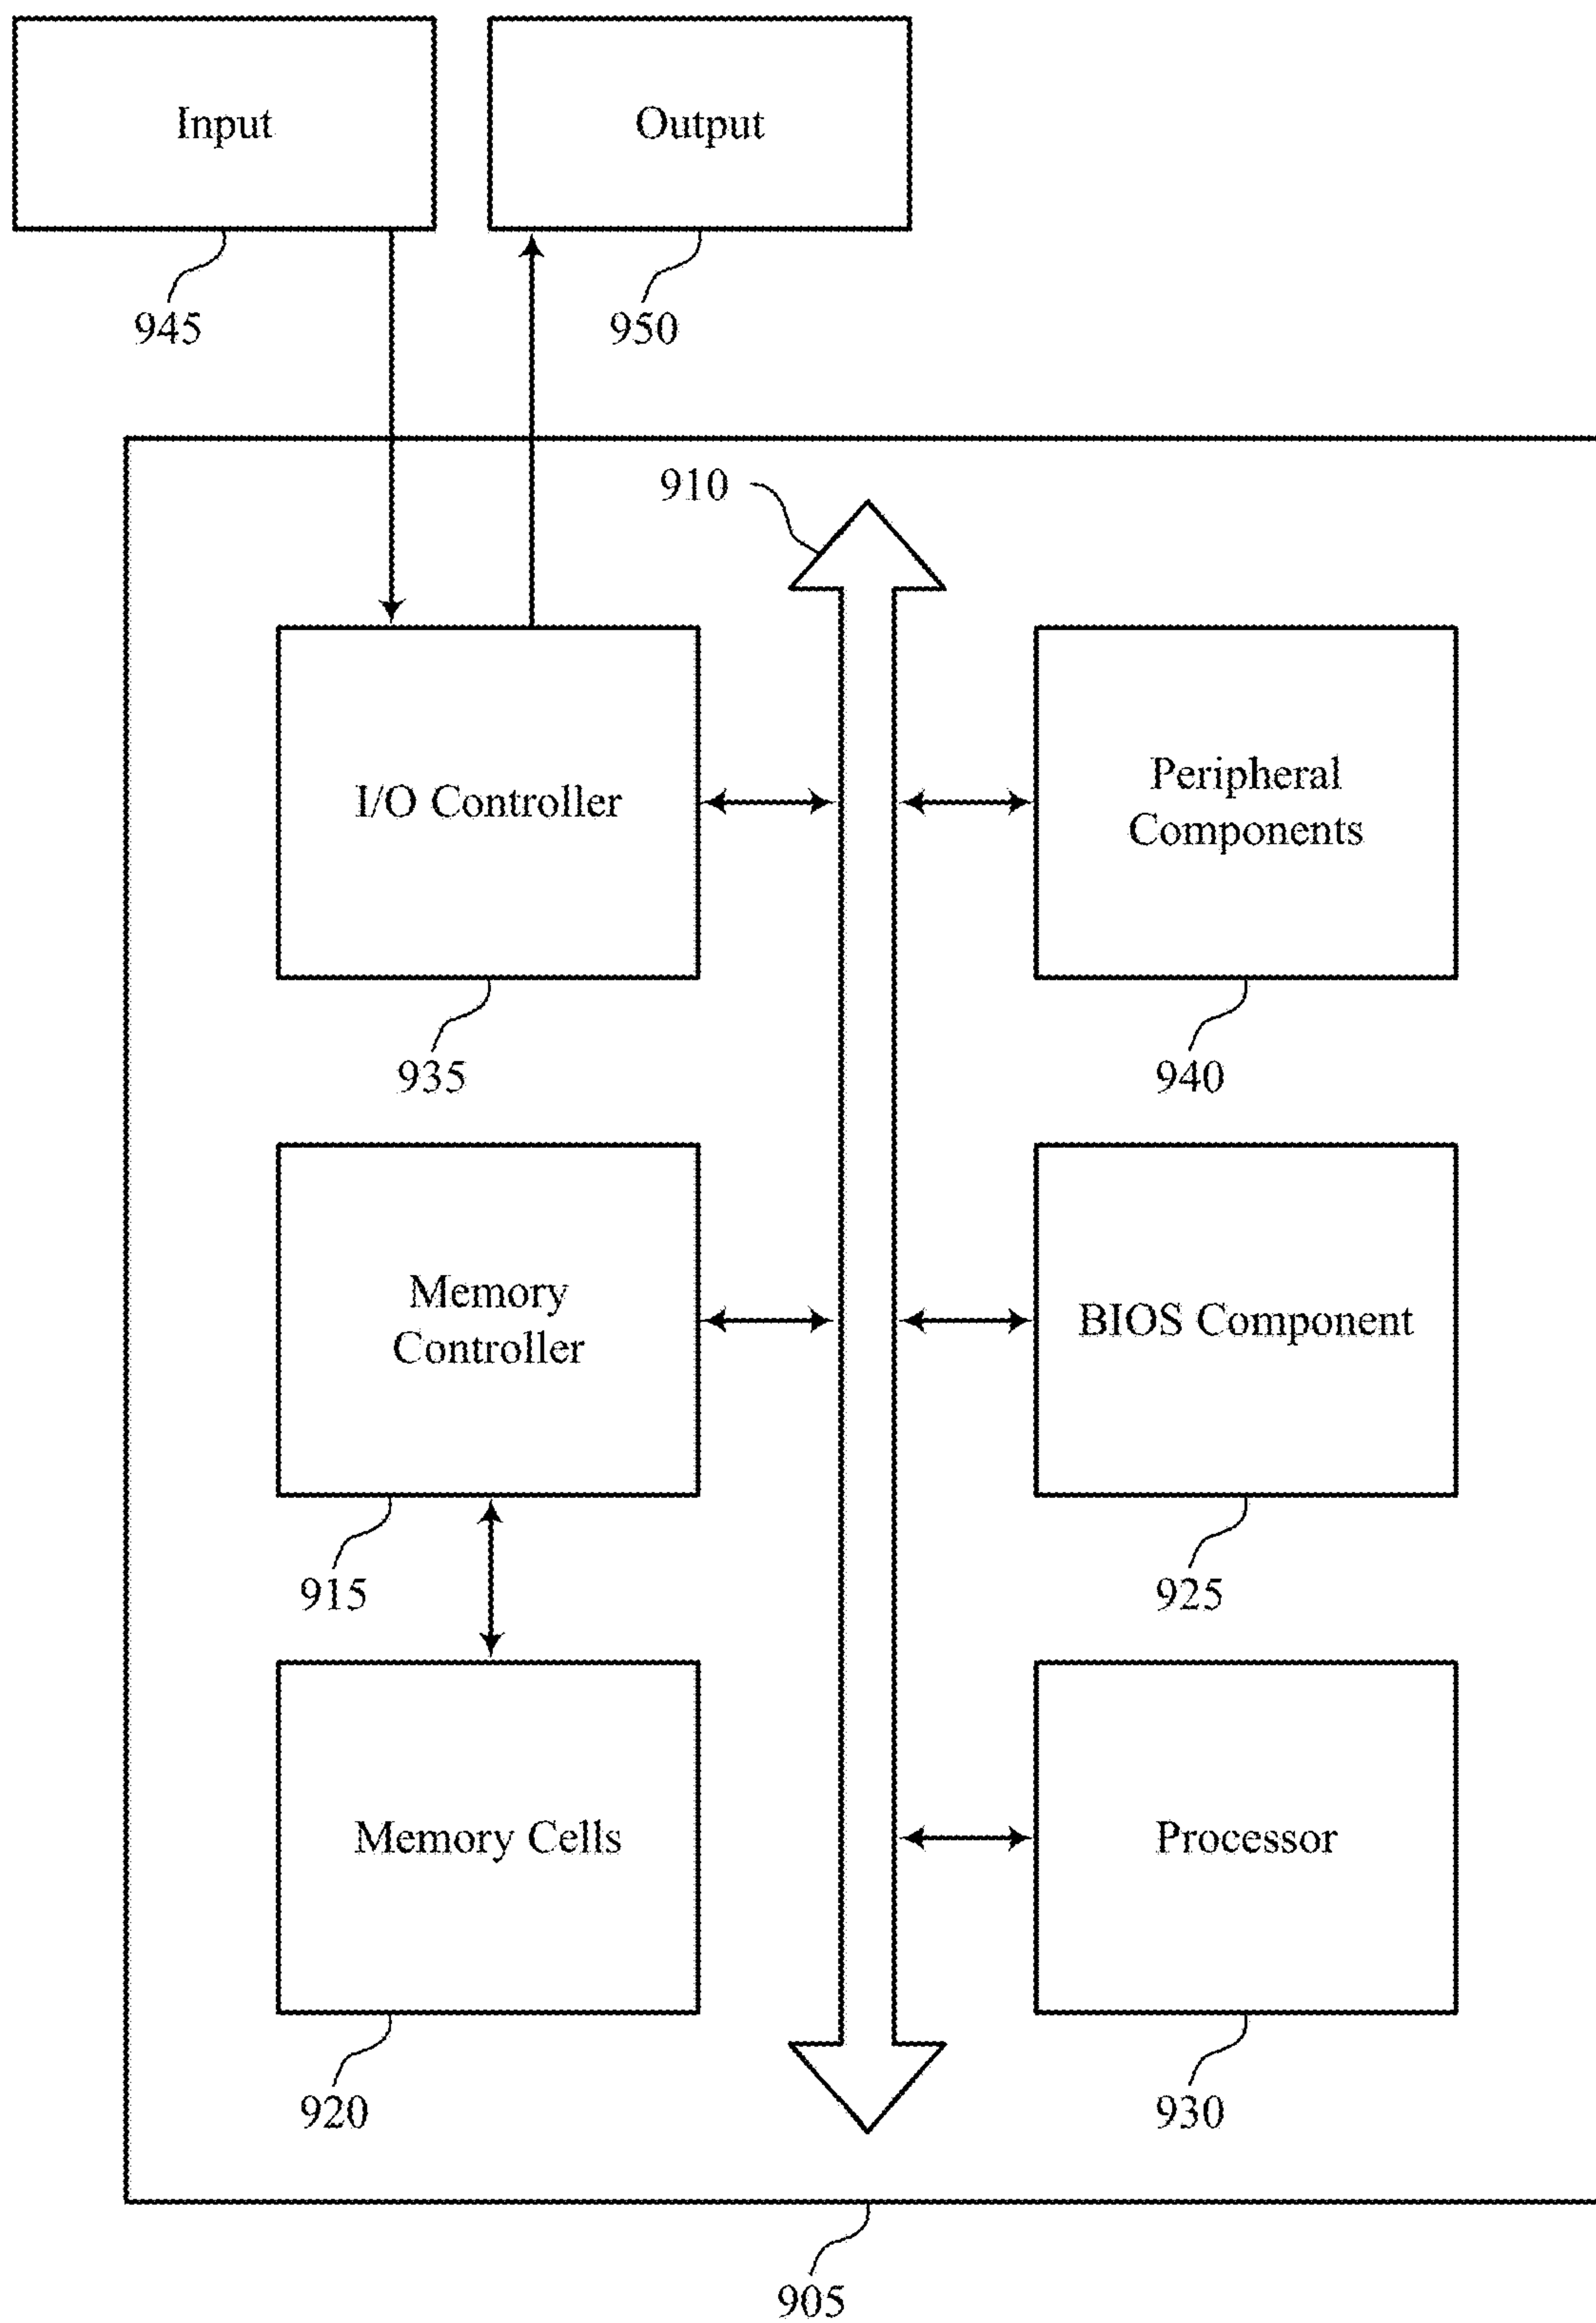 Input
Output
945
950
910
I/O Controller
Peripheral
Components
935
940
Memory
Controller
BIOS Component
915
925
Memory Cells
Processor
920
930
905